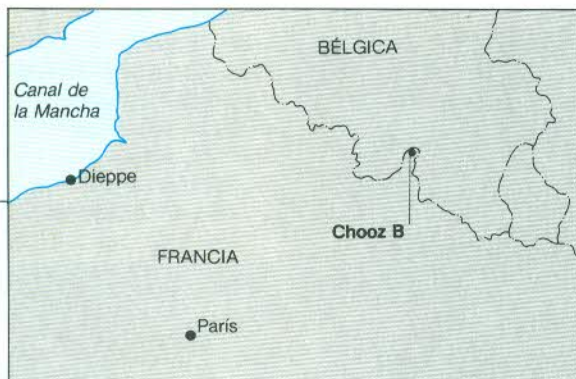 BÉLGICA
Canal de
la Mancha
Dieppe
Chooz B
FRANCIA
París